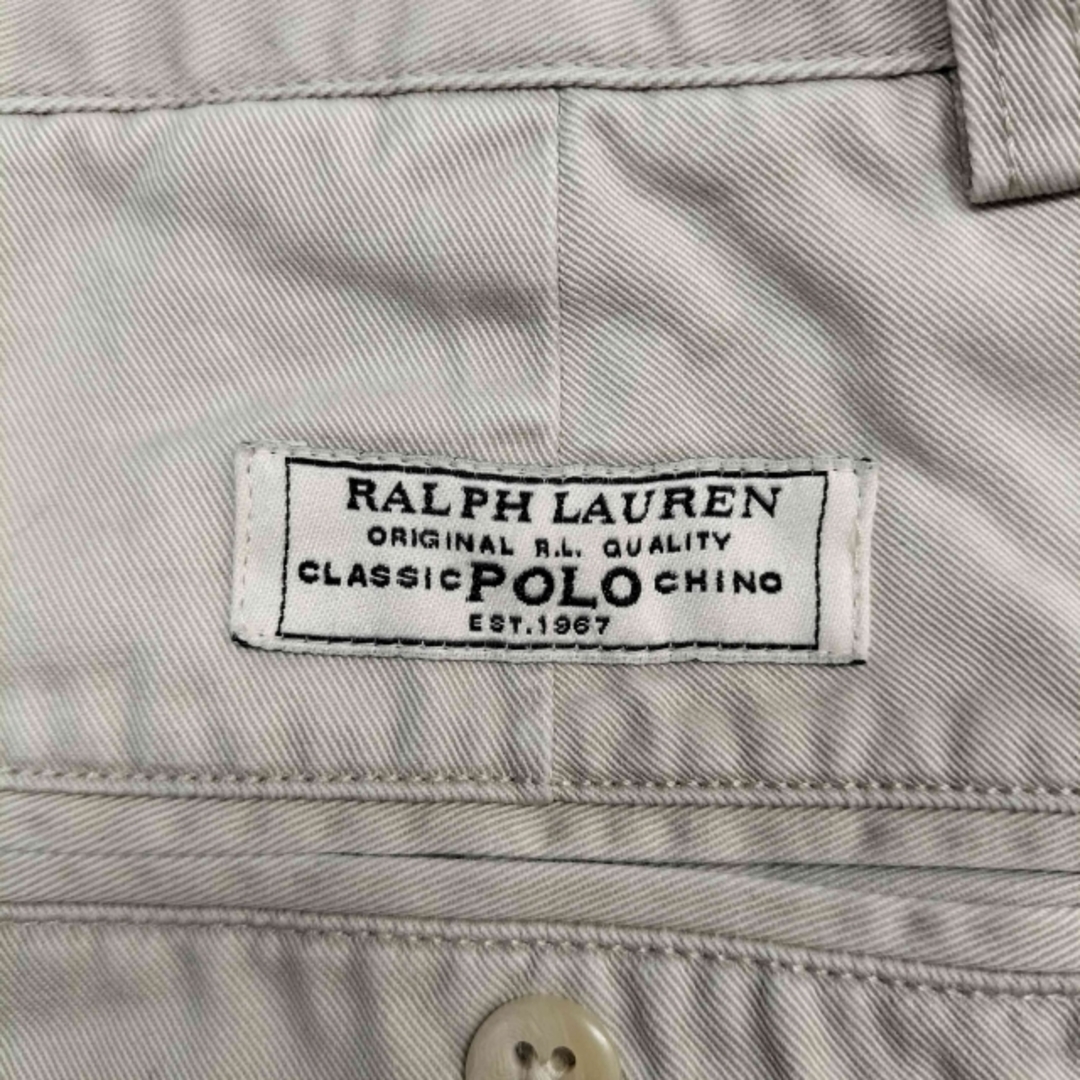 RALPH LAUREN
ORIGINAL R.L. QUALITY
CLASSIC POLO CHINO
EST.1967